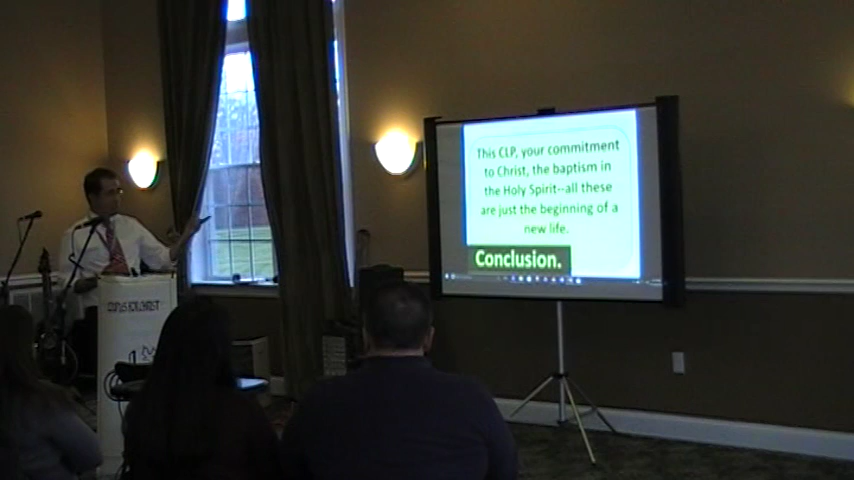 This CLP, your commitment
to Christ, the baptism in
the Holy Spirit--all these
are just the beginning of a
new life.
Conclusion.